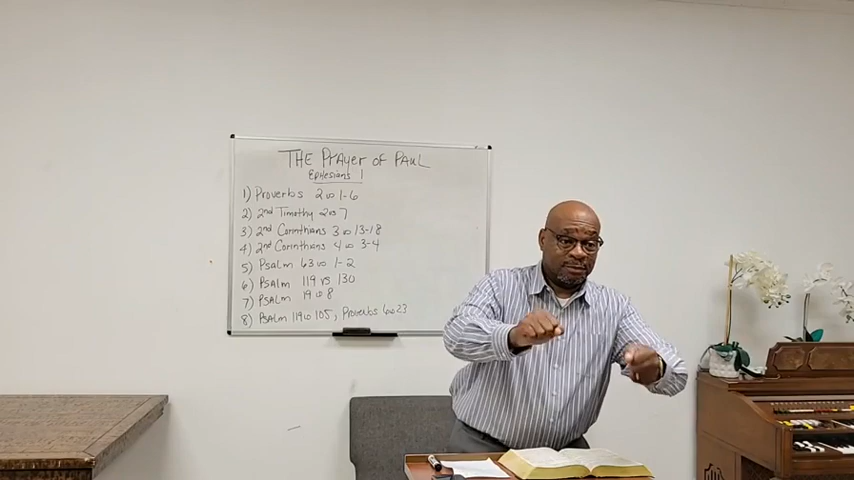 THE PrAyer of PAUL
EpHesians 1
1) Proverbs 2 vs 1-6
2) 2nd Timothy 2 vs 7
3) 2nd Corinthians 3 vs 13-18
4) 2nd Corinthians 4 vs 3-4
5) Psalm 63 vs 1-2
6) Psalm 119 vs 130
7) Psalm 19 vs 8
8) Psalm 119 vs 105, Proverbs 6 vs 23